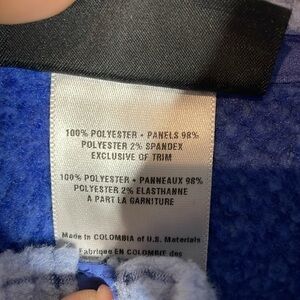 100% POLYESTER • PANELS 98%
POLYESTER 2% SPANDEX
EXCLUSIVE OF TRIM
100% POLYESTER • PANNEAUX 98%
POLYESTER 2% ELASTHANNE
A PART LA GARNITURE
Made in COLOMBIA of U.S. Materials
Fabrique EN COLOMBIE des